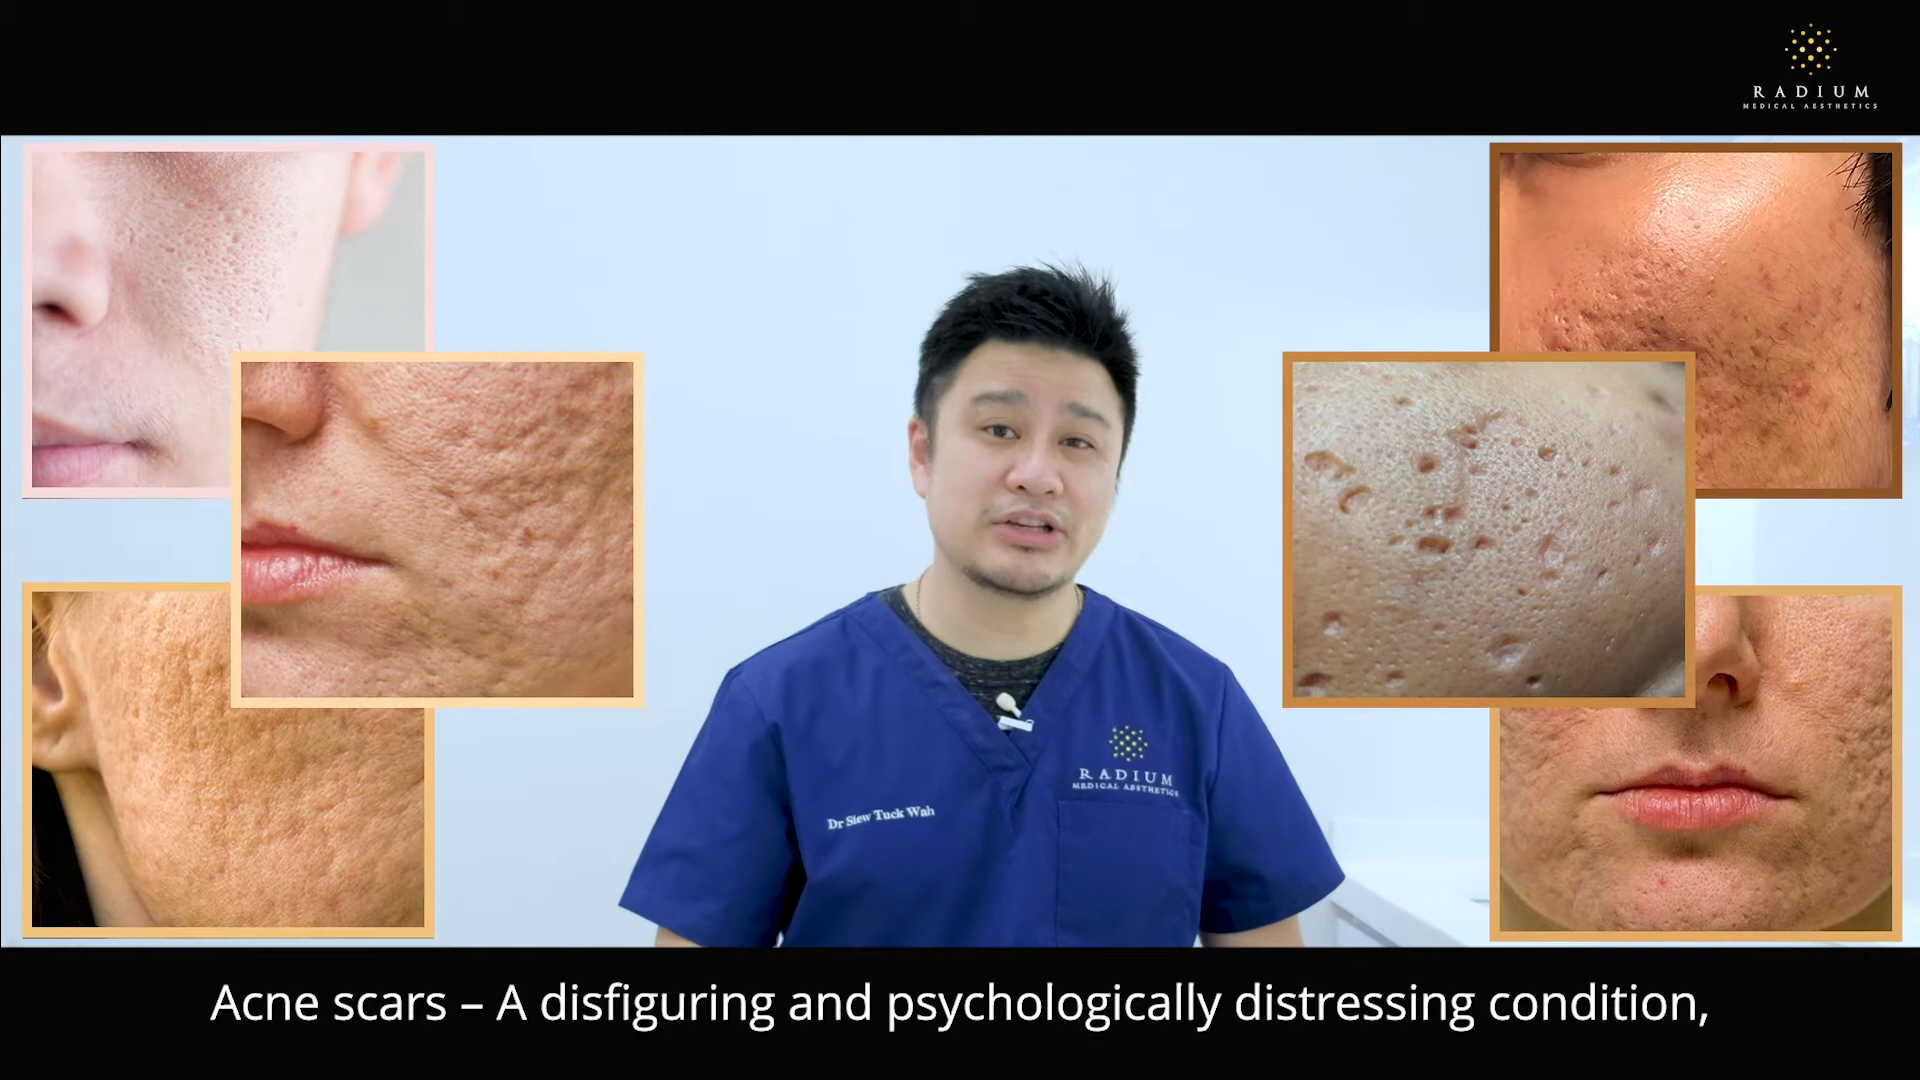 RADIUM
MEDICAL AESTHETICS
RADIUM
MEDICAL AESTHETICS
Dr Siew Tuck Wah
Acne scars – A disfiguring and psychologically distressing condition,